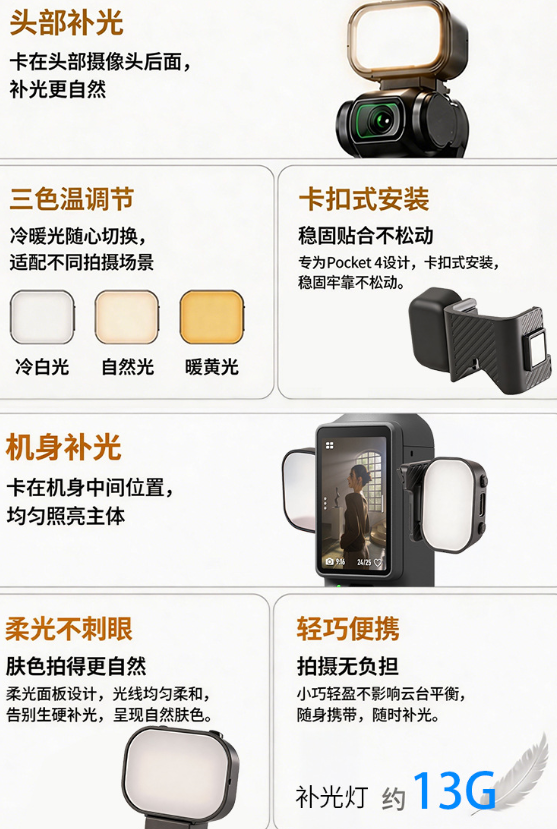 头部补光
卡在头部摄像头后面，
补光更自然
三色温调节
冷暖光随心切换，
适配不同拍摄场景
冷白光 自然光 暖黄光
卡扣式安装
稳固贴合不松动
专为Pocket 4设计，卡扣式安装，
稳固牢靠不松动。
机身补光
卡在机身中间位置，
均匀照亮主体
9:16 24/25
柔光不刺眼
肤色拍得更自然
柔光面板设计，光线均匀柔和，
告别生硬补光，呈现自然肤色。
轻巧便携
拍摄无负担
小巧轻盈不影响云台平衡，
随身携带，随时补光。
补光灯 约 13G